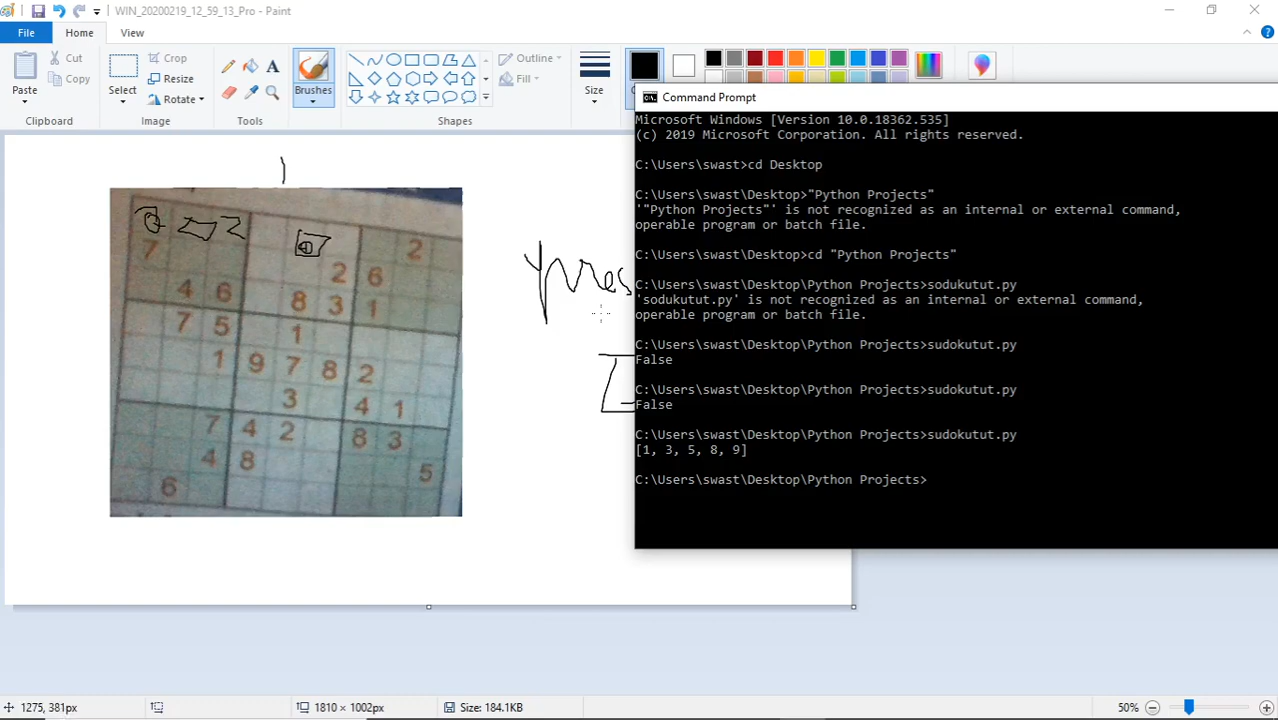 WIN_20200219_12_59_13_Pro - Paint
File Home View
Paste
Cut
Copy
Clipboard
Select
Crop
Resize
Rotate
Image
A
Tools
Brushes
Shapes
Outline
Fill
Size
Command Prompt
Microsoft Windows [Version 10.0.18362.535]
(c) 2019 Microsoft Corporation. All rights reserved.
C:\Users\swast>cd Desktop
C:\Users\swast\Desktop>"Python Projects"
'"Python Projects"' is not recognized as an internal or external command,
operable program or batch file.
C:\Users\swast\Desktop>cd "Python Projects"
C:\Users\swast\Desktop\Python Projects>sodukutut.py
'sodukutut.py' is not recognized as an internal or external command,
operable program or batch file.
C:\Users\swast\Desktop\Python Projects>sudokutut.py
False
C:\Users\swast\Desktop\Python Projects>sudokutut.py
False
C:\Users\swast\Desktop\Python Projects>sudokutut.py
[1, 3, 5, 8, 9]
C:\Users\swast\Desktop\Python Projects>
7 2
2 6
4 6 8 3 1
7 5 1
1 9 7 8 2
3 4 1
7 4 2 8 3
4 8 5
6
1275, 381px
1810 × 1002px
Size: 184.1KB
50%